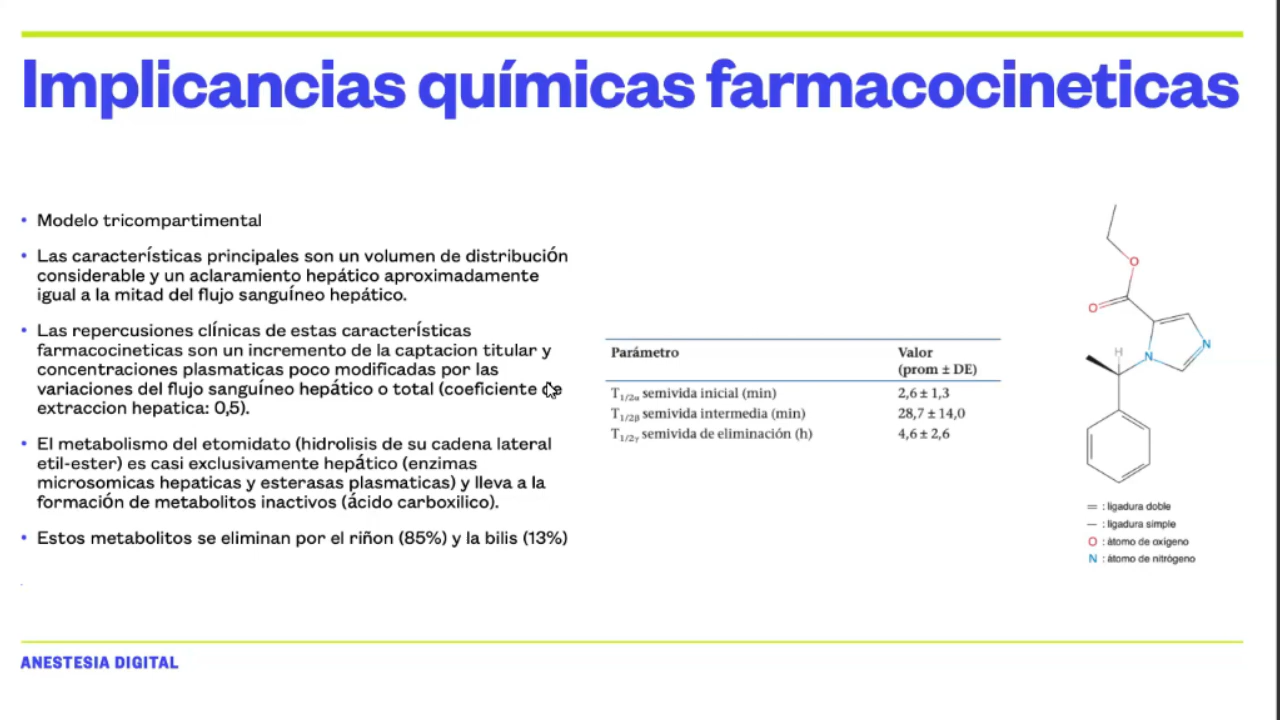 Implicancias químicas farmacocineticas
• Modelo tricompartimental
• Las características principales son un volumen de distribución
considerable y un aclaramiento hepático aproximadamente
igual a la mitad del flujo sanguíneo hepático.
• Las repercusiones clínicas de estas características
farmacocineticas son un incremento de la captacion titular y
concentraciones plasmaticas poco modificadas por las
variaciones del flujo sanguíneo hepático o total (coeficiente de
extraccion hepatica: 0,5).
• El metabolismo del etomidato (hidrolisis de su cadena lateral
etil-ester) es casi exclusivamente hepático (enzimas
microsomicas hepaticas y esterasas plasmaticas) y lleva a la
formación de metabolitos inactivos (ácido carboxilico).
• Estos metabolitos se eliminan por el riñon (85%) y la bilis (13%)
Parámetro Valor
(prom ± DE)
T1/2α semivida inicial (min) 2,6 ± 1,3
T1/2β semivida intermedia (min) 28,7 ± 14,0
T1/2γ semivida de eliminación (h) 4,6 ± 2,6
O
O
H
N
N
= : ligadura doble
— : ligadura simple
O : átomo de oxígeno
N : átomo de nitrógeno
ANESTESIA DIGITAL